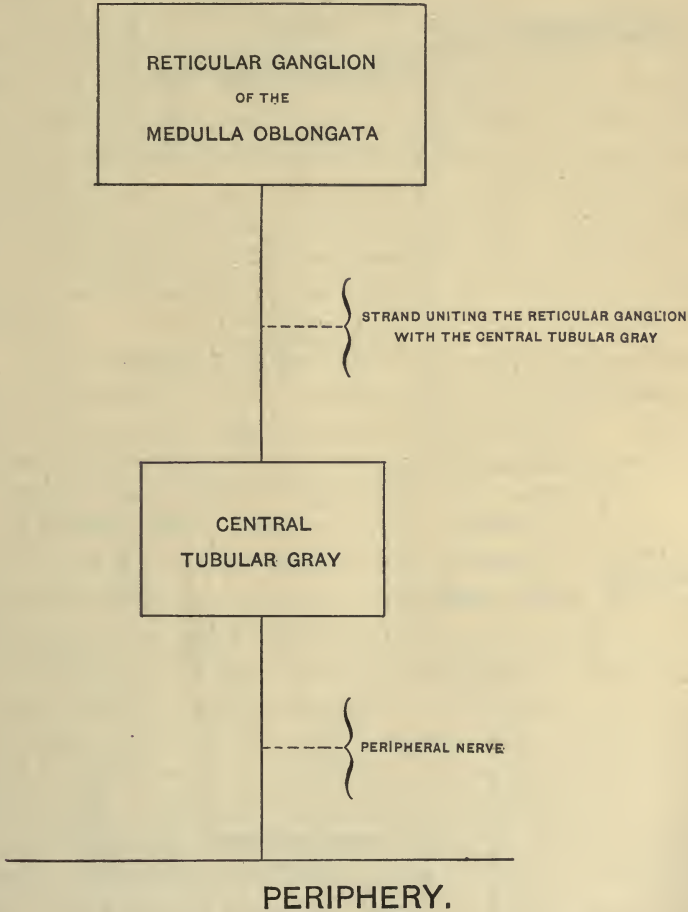 RETICULAR GANGLION
OF THE
MEDULLA OBLONGATA
STRAND UNITING THE RETICULAR GANGLION
WITH THE CENTRAL TUBULAR GRAY
CENTRAL
TUBULAR GRAY
PERIPHERAL NERVE
PERIPHERY.